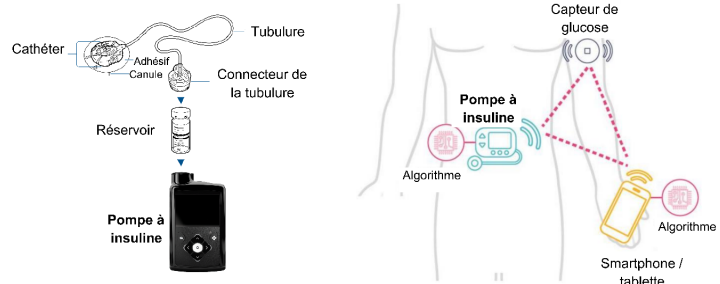 Cathéter
Tubulure
Adhésif
Canule
Connecteur de
la tubulure
Réservoir
Pompe à
insuline
Capteur de
glucose
Pompe à
insuline
Algorithme
Algorithme
Smartphone /
tablette